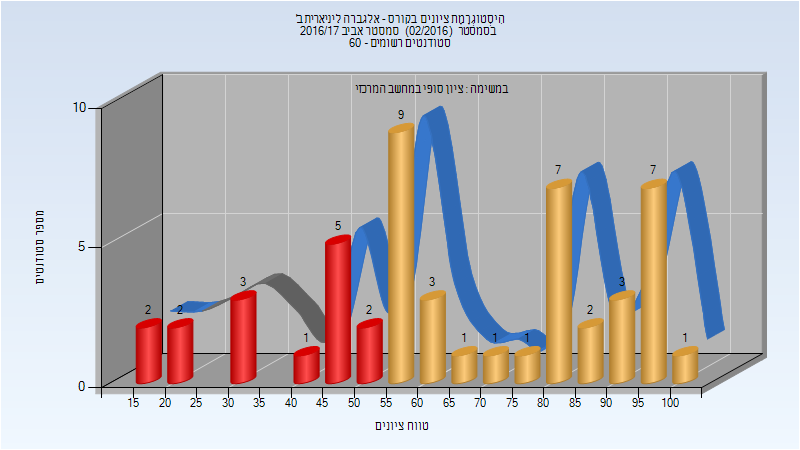 היסטוגרמת ציונים בקורס - אלגברה ליניארית ב'
בסמסטר (02/2016) סמסטר אביב 2016/17
סטודנטים רשומים - 60
במשימה : ציון סופי במחשב המרכזי
מספר סטודנטים
10
5
0
2
2
3
1
5
2
9
3
1
1
1
7
2
3
7
1
15 20 25 30 35 40 45 50 55 60 65 70 75 80 85 90 95 100
טווח ציונים